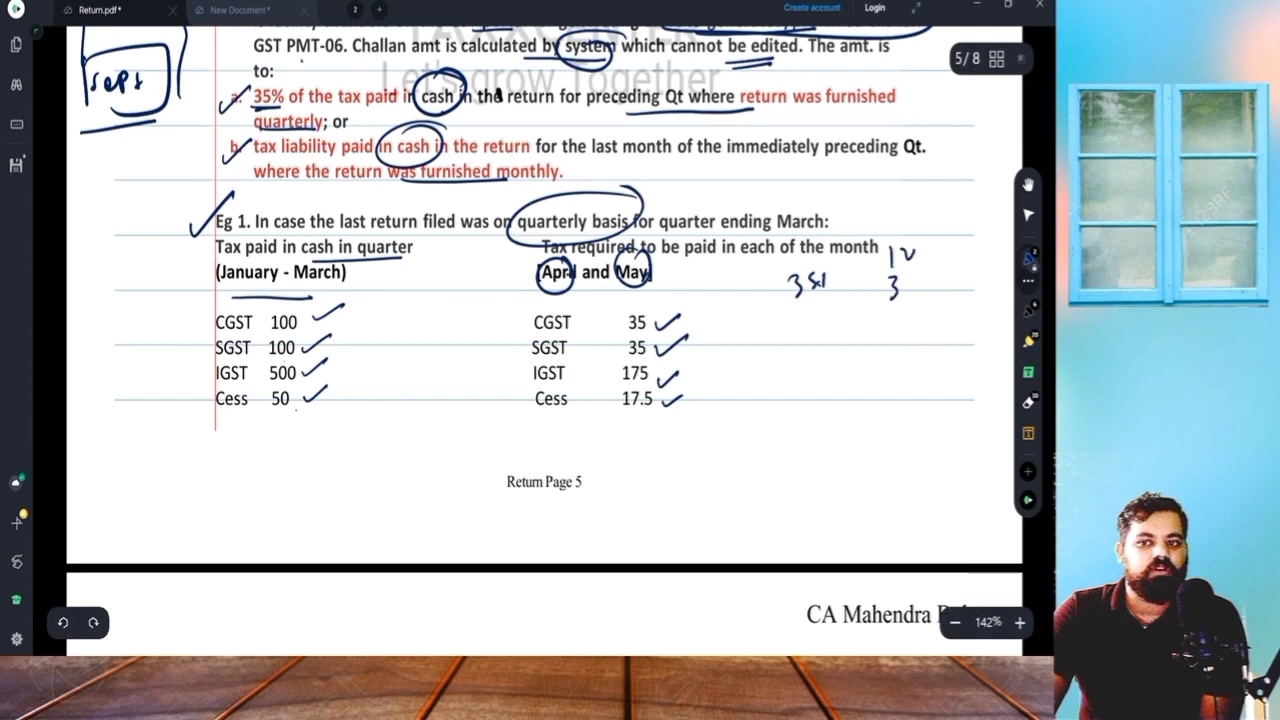 Return.pdf*
New Document*
2
Create account
Login
GST PMT-06. Challan amt is calculated by system which cannot be edited. The amt. is
to:
Let's grow Together
5/8
sept
a. 35% of the tax paid in cash in the return for preceding Qt where return was furnished
quarterly; or
b. tax liability paid in cash in the return for the last month of the immediately preceding Qt.
where the return was furnished monthly.
Eg 1. In case the last return filed was on quarterly basis for quarter ending March:
Tax paid in cash in quarter Tax required to be paid in each of the month
(January - March) (April and May)
CGST 100 CGST 35
SGST 100 SGST 35
IGST 500 IGST 175
Cess 50 Cess 17.5
Return Page 5
CA Mahendra
142%